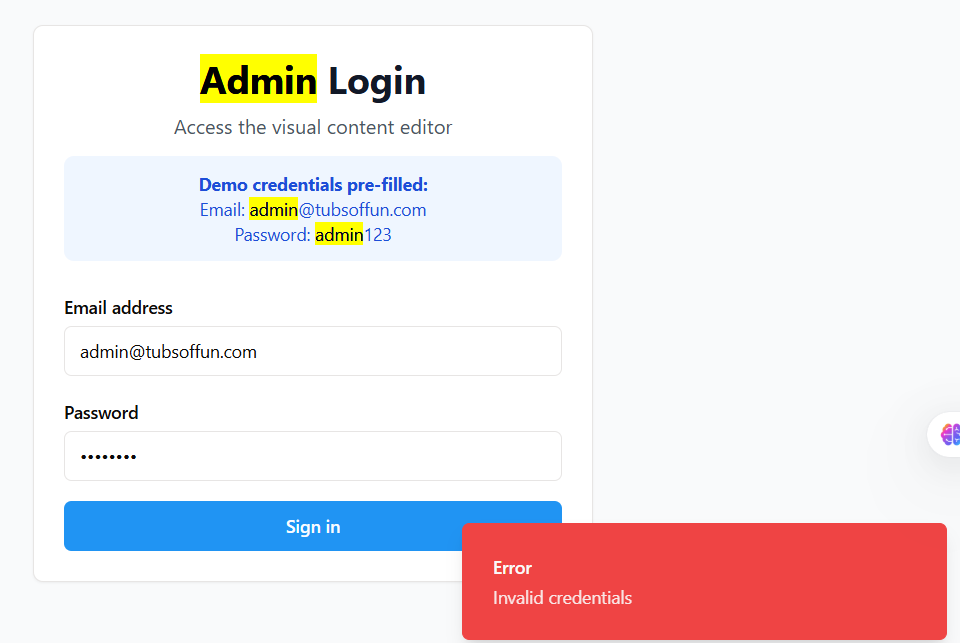 Admin Login
Access the visual content editor
Demo credentials pre-filled:
Email: admin@tubsoffun.com
Password: admin123
Email address
admin@tubsoffun.com
Password
••••••••
Sign in
Error
Invalid credentials